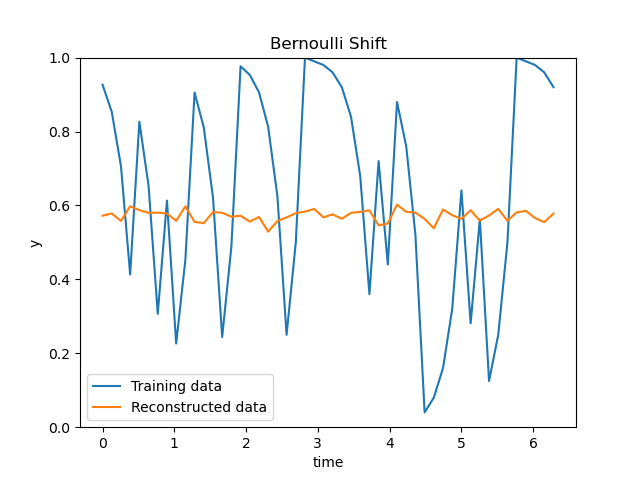 Bernoulli Shift
y
1.0
0.8
0.6
0.4
0.2
0.0
Training data
Reconstructed data
0 1 2 3 4 5 6
time